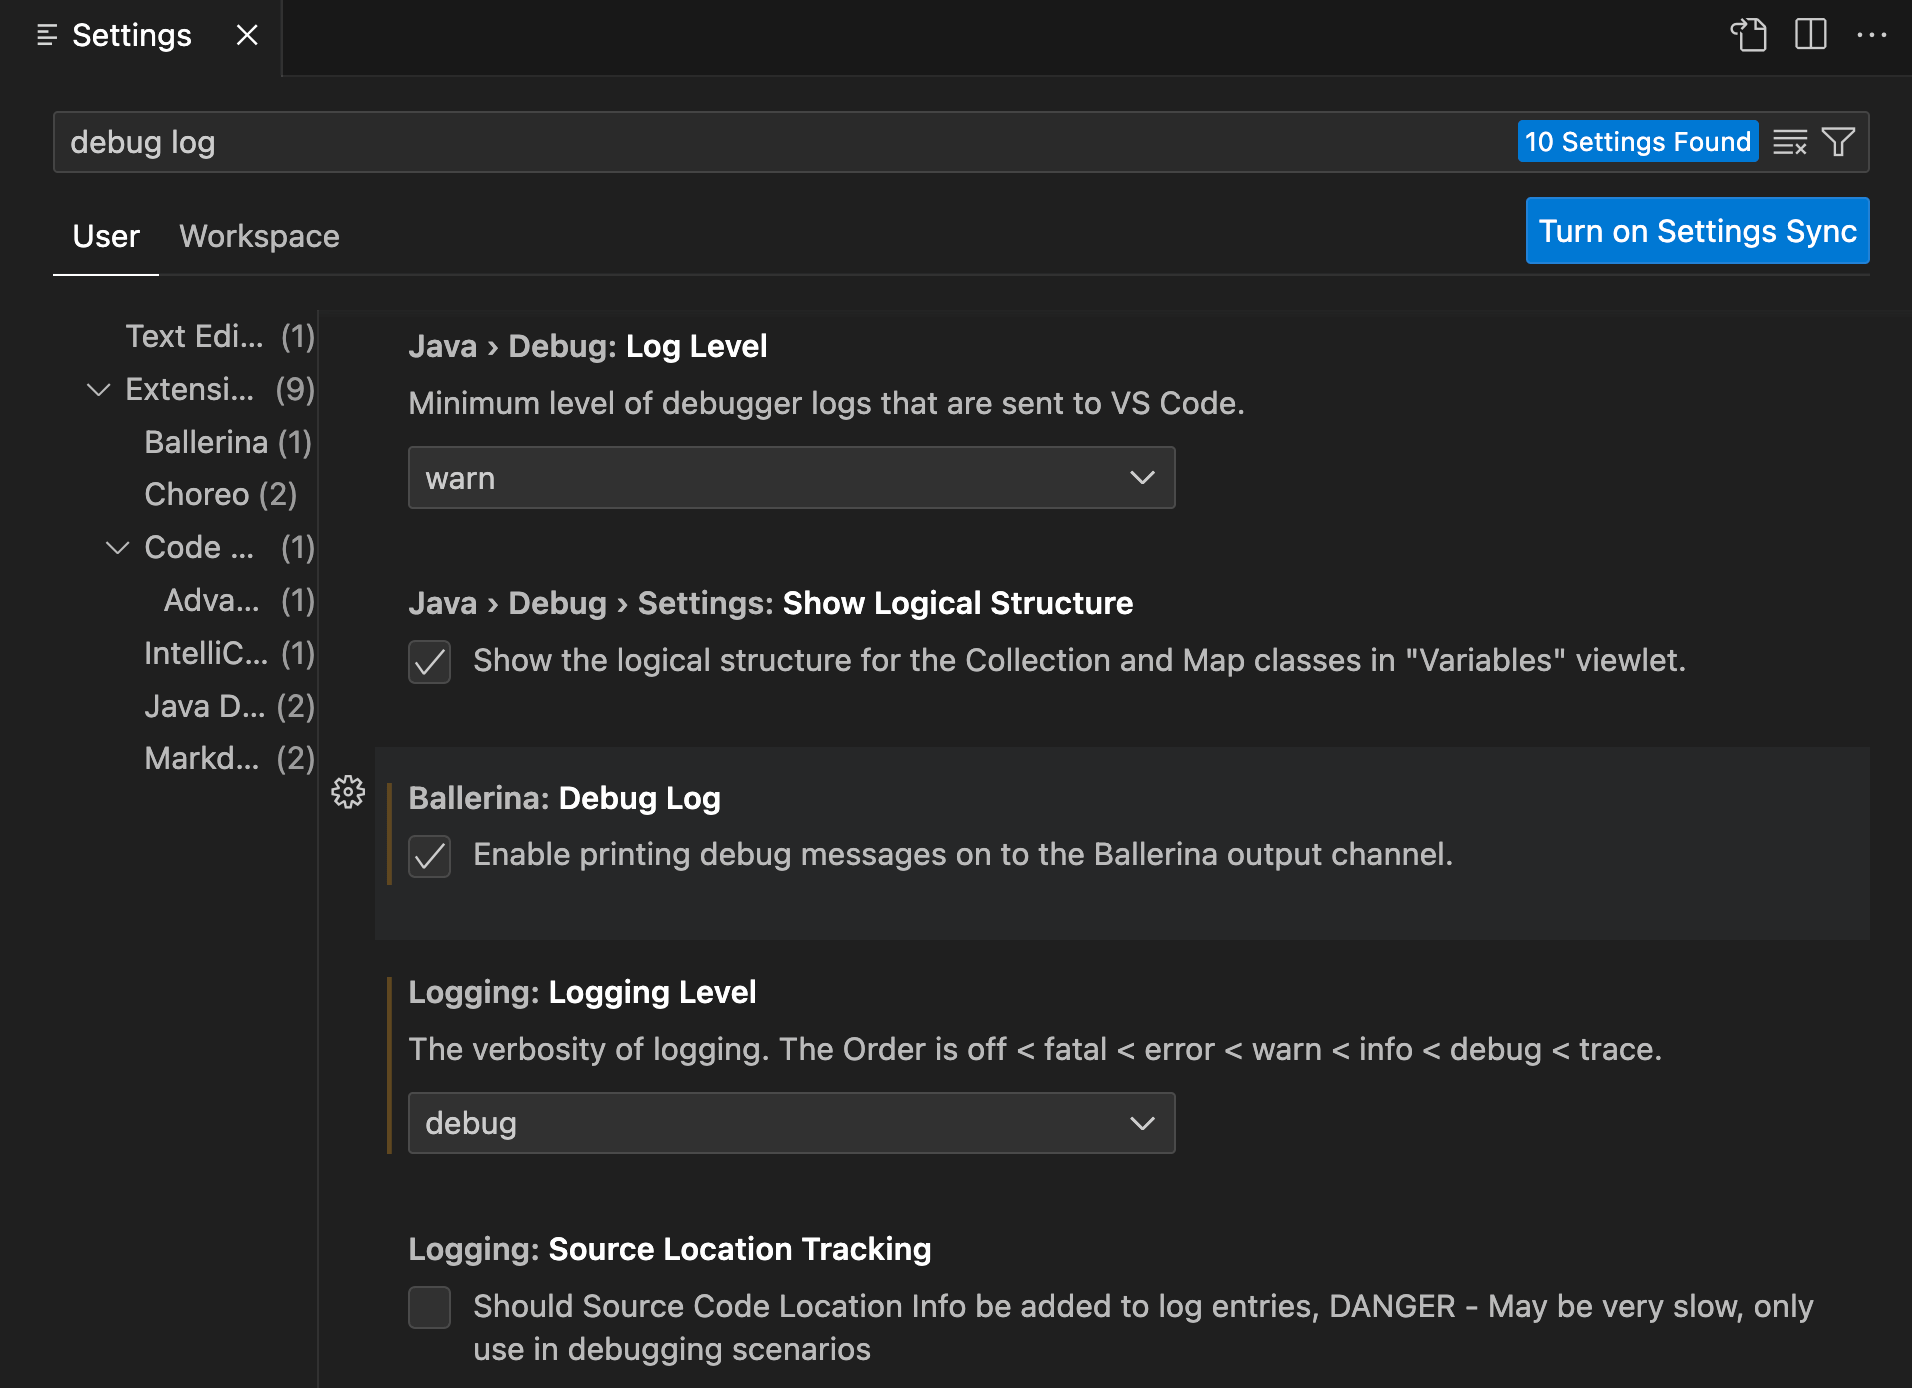 Settings
debug log
10 Settings Found
User
Workspace
Turn on Settings Sync
Text Edi... (1)
Extensi... (9)
Ballerina (1)
Choreo (2)
Code ... (1)
Adva... (1)
IntelliC... (1)
Java D... (2)
Markd... (2)
Java › Debug: Log Level
Minimum level of debugger logs that are sent to VS Code.
warn
Java › Debug › Settings: Show Logical Structure
Show the logical structure for the Collection and Map classes in "Variables" viewlet.
Ballerina: Debug Log
Enable printing debug messages on to the Ballerina output channel.
Logging: Logging Level
The verbosity of logging. The Order is off < fatal < error < warn < info < debug < trace.
debug
Logging: Source Location Tracking
Should Source Code Location Info be added to log entries, DANGER - May be very slow, only
use in debugging scenarios